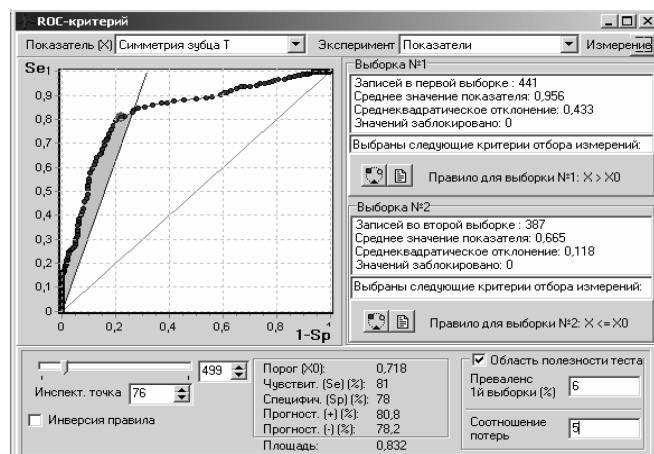 ROC-критерий
Показатель (X) Симметрия зубца Т Эксперимент Показатели Измерение
Se 1
0,9
0,8
0,7
0,6
0,5
0,4
0,3
0,2
0,1
0
0 0,2 0,4 0,6 0,8 1
1-Sp
Выборка №1
Записей в первой выборке : 441
Среднее значение показателя: 0,956
Среднеквадратическое отклонение: 0,433
Значений заблокировано: 0
Выбраны следующие критерии отбора измерений:
Правило для выборки №1: X > X0
Выборка №2
Записей во второй выборке : 387
Среднее значение показателя: 0,665
Среднеквадратическое отклонение: 0,118
Значений заблокировано: 0
Выбраны следующие критерии отбора измерений:
Правило для выборки №2: X <= X0
499
Инспект. точка 76
Инверсия правила
Порог (X0): 0,718
Чувствит. (Se) (%): 81
Специфич. (Sp) (%): 78
Прогност. (+) (%): 80,8
Прогност. (-) (%): 78,2
Площадь: 0,832
Область полезности теста
Преваленс
1й выборки (%) 6
Соотношение
потерь 5